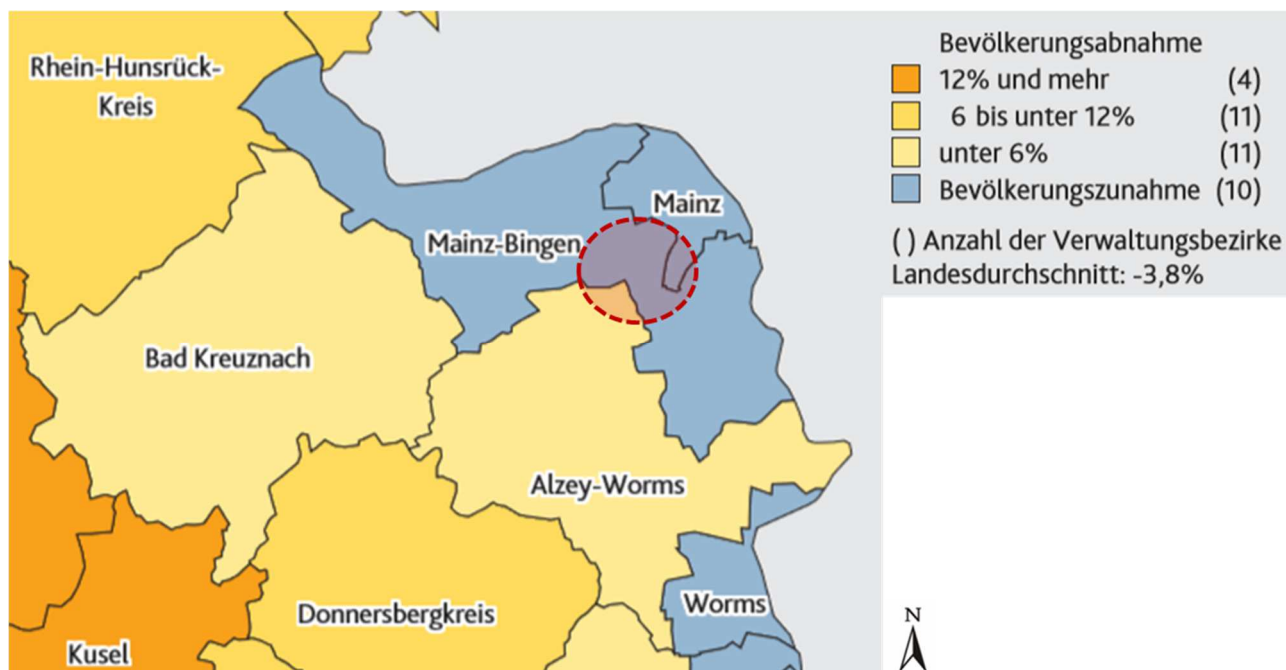 Rhein-Hunsrück-
Kreis
Mainz
Mainz-Bingen
Bad Kreuznach
Alzey-Worms
Donnersbergkreis
Worms
Kusel
Bevölkerungsabnahme
12% und mehr (4)
6 bis unter 12% (11)
unter 6% (11)
Bevölkerungszunahme (10)
( ) Anzahl der Verwaltungsbezirke
Landesdurchschnitt: -3,8%
N